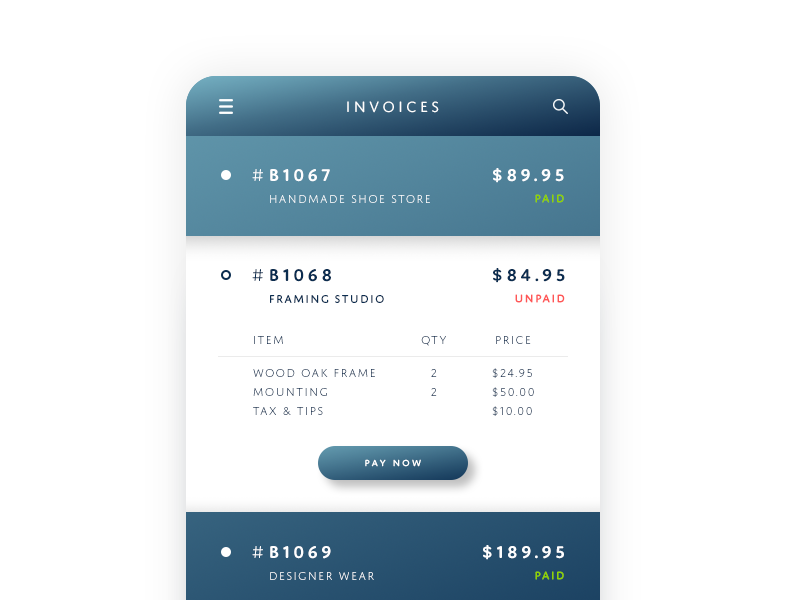 INVOICES
# B1067 $89.95
HANDMADE SHOE STORE PAID
# B1068 $84.95
FRAMING STUDIO UNPAID
ITEM QTY PRICE
WOOD OAK FRAME 2 $24.95
MOUNTING 2 $50.00
TAX & TIPS $10.00
PAY NOW
# B1069 $189.95
DESIGNER WEAR PAID